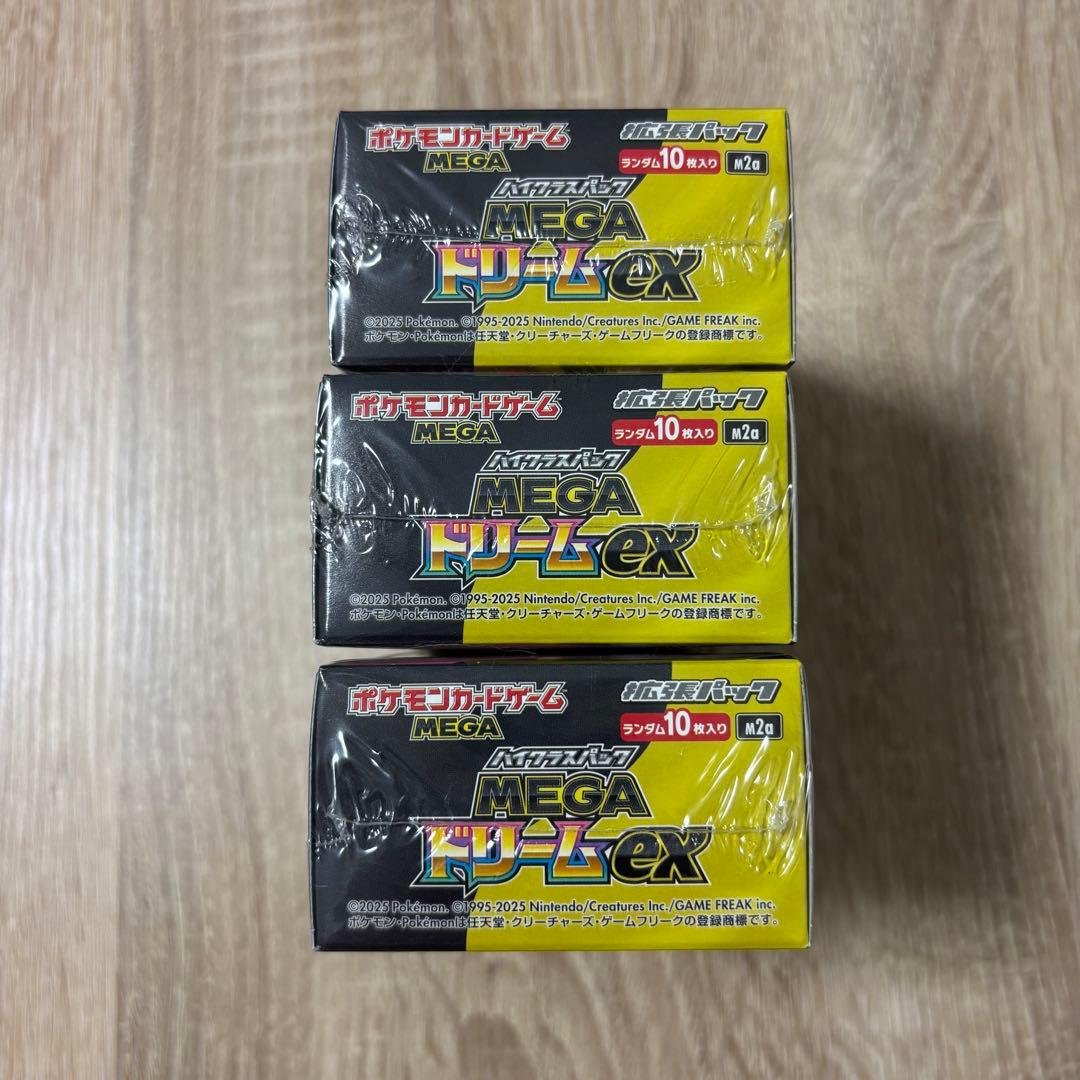 ポケモンカードゲーム
MEGA
拡張パック
ランダム10枚入り M2a
ハイクラスパック
MEGA
ドリームex
©2025 Pokémon. ©1995-2025 Nintendo/Creatures Inc./GAME FREAK inc.
ポケモン・Pokémonは任天堂・クリーチャーズ・ゲームフリークの登録商標です。
ポケモンカードゲーム
MEGA
拡張パック
ランダム10枚入り M2a
ハイクラスパック
MEGA
ドリームex
©2025 Pokémon. ©1995-2025 Nintendo/Creatures Inc./GAME FREAK inc.
ポケモン・Pokémonは任天堂・クリーチャーズ・ゲームフリークの登録商標です。
ポケモンカードゲーム
MEGA
拡張パック
ランダム10枚入り M2a
ハイクラスパック
MEGA
ドリームex
©2025 Pokémon. ©1995-2025 Nintendo/Creatures Inc./GAME FREAK inc.
ポケモン・Pokémonは任天堂・クリーチャーズ・ゲームフリークの登録商標です。